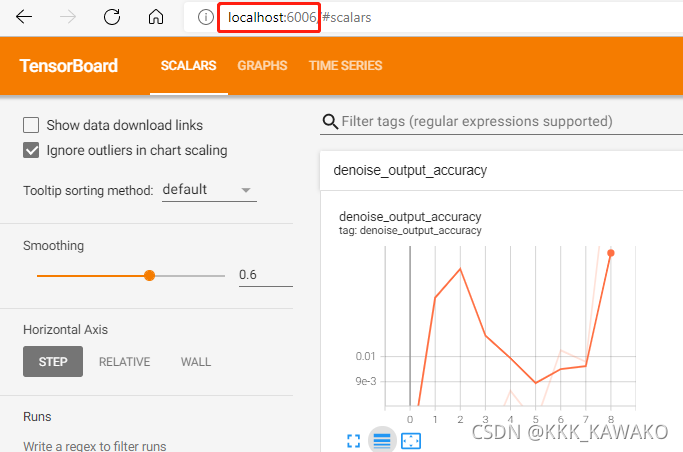 localhost:6006/#scalars
TensorBoard SCALARS GRAPHS TIME SERIES
Show data download links
Ignore outliers in chart scaling
Tooltip sorting method: default
Smoothing
0.6
Horizontal Axis
STEP RELATIVE WALL
Runs
Write a regex to filter runs
Filter tags (regular expressions supported)
denoise_output_accuracy
denoise_output_accuracy
tag: denoise_output_accuracy
0.01
9e-3
0 1 2 3 4 5 6 7 8
CSDN @KKK_KAWAKO